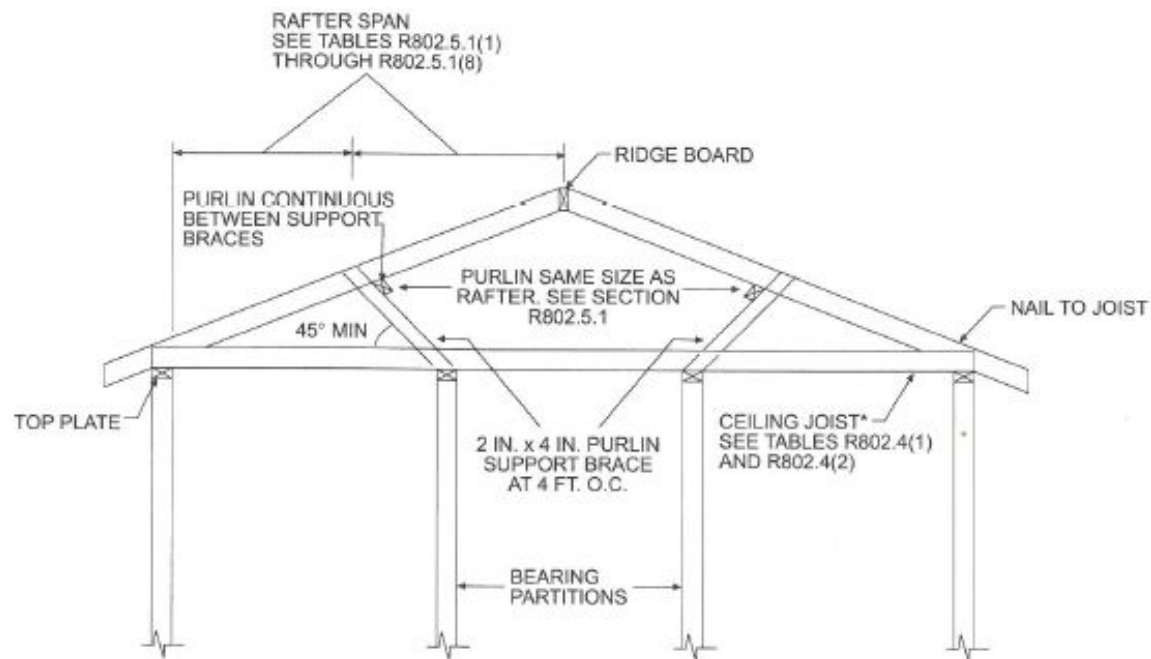 RAFTER SPAN
SEE TABLES R802.5.1(1)
THROUGH R802.5.1(8)
RIDGE BOARD
PURLIN CONTINUOUS
BETWEEN SUPPORT
BRACES
PURLIN SAME SIZE AS
RAFTER. SEE SECTION
R802.5.1
NAIL TO JOIST
45° MIN
TOP PLATE
2 IN. x 4 IN. PURLIN
SUPPORT BRACE
AT 4 FT. O.C.
CEILING JOIST*
SEE TABLES R802.4(1)
AND R802.4(2)
BEARING
PARTITIONS